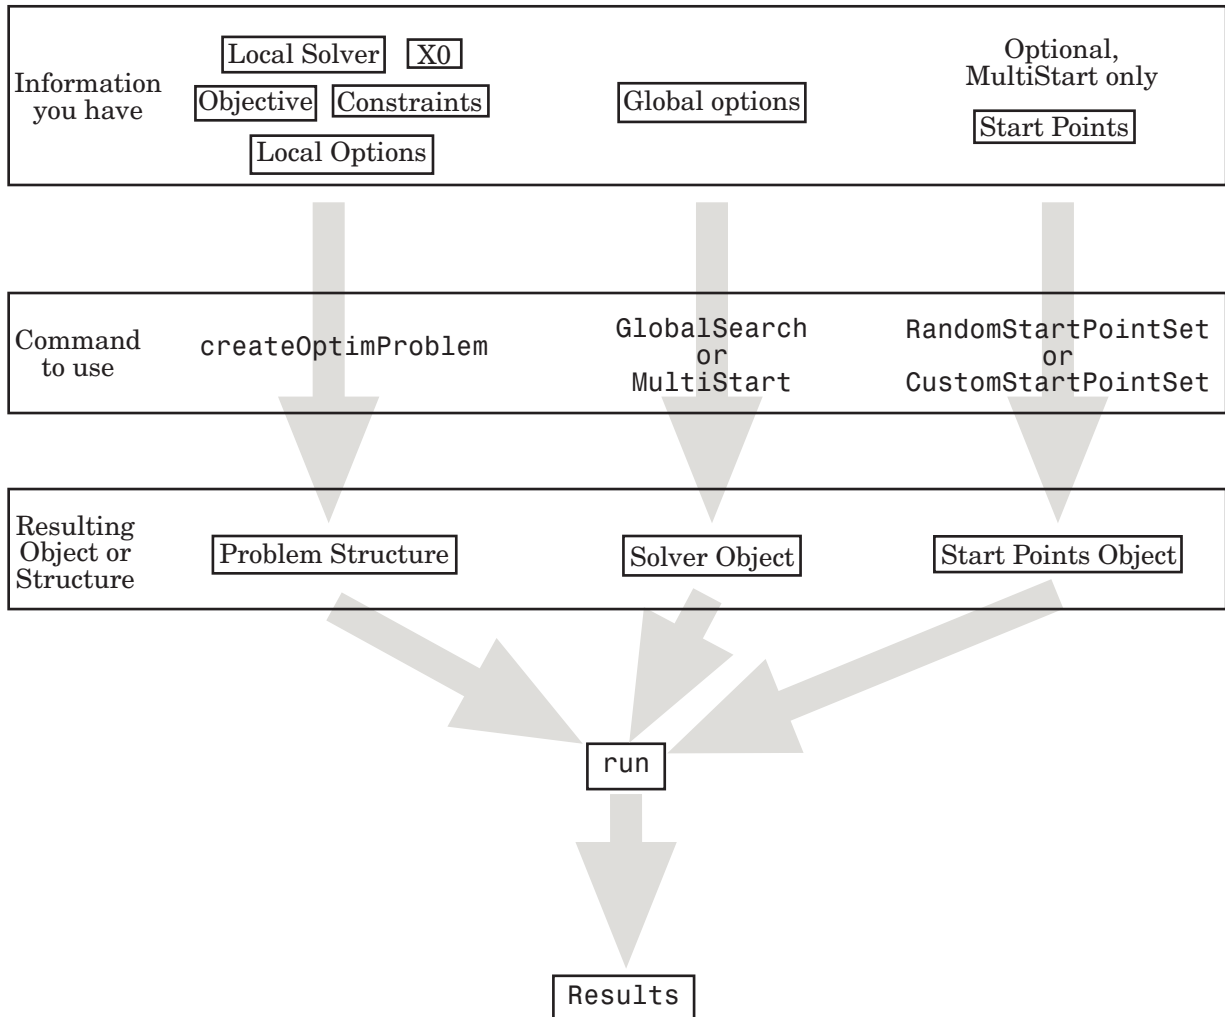 Information
you have
Local Solver
X0
Objective
Constraints
Local Options
Global options
Optional,
MultiStart only
Start Points
Command
to use
createOptimProblem
GlobalSearch
or
MultiStart
RandomStartPointSet
or
CustomStartPointSet
Resulting
Object or
Structure
Problem Structure
Solver Object
Start Points Object
run
Results